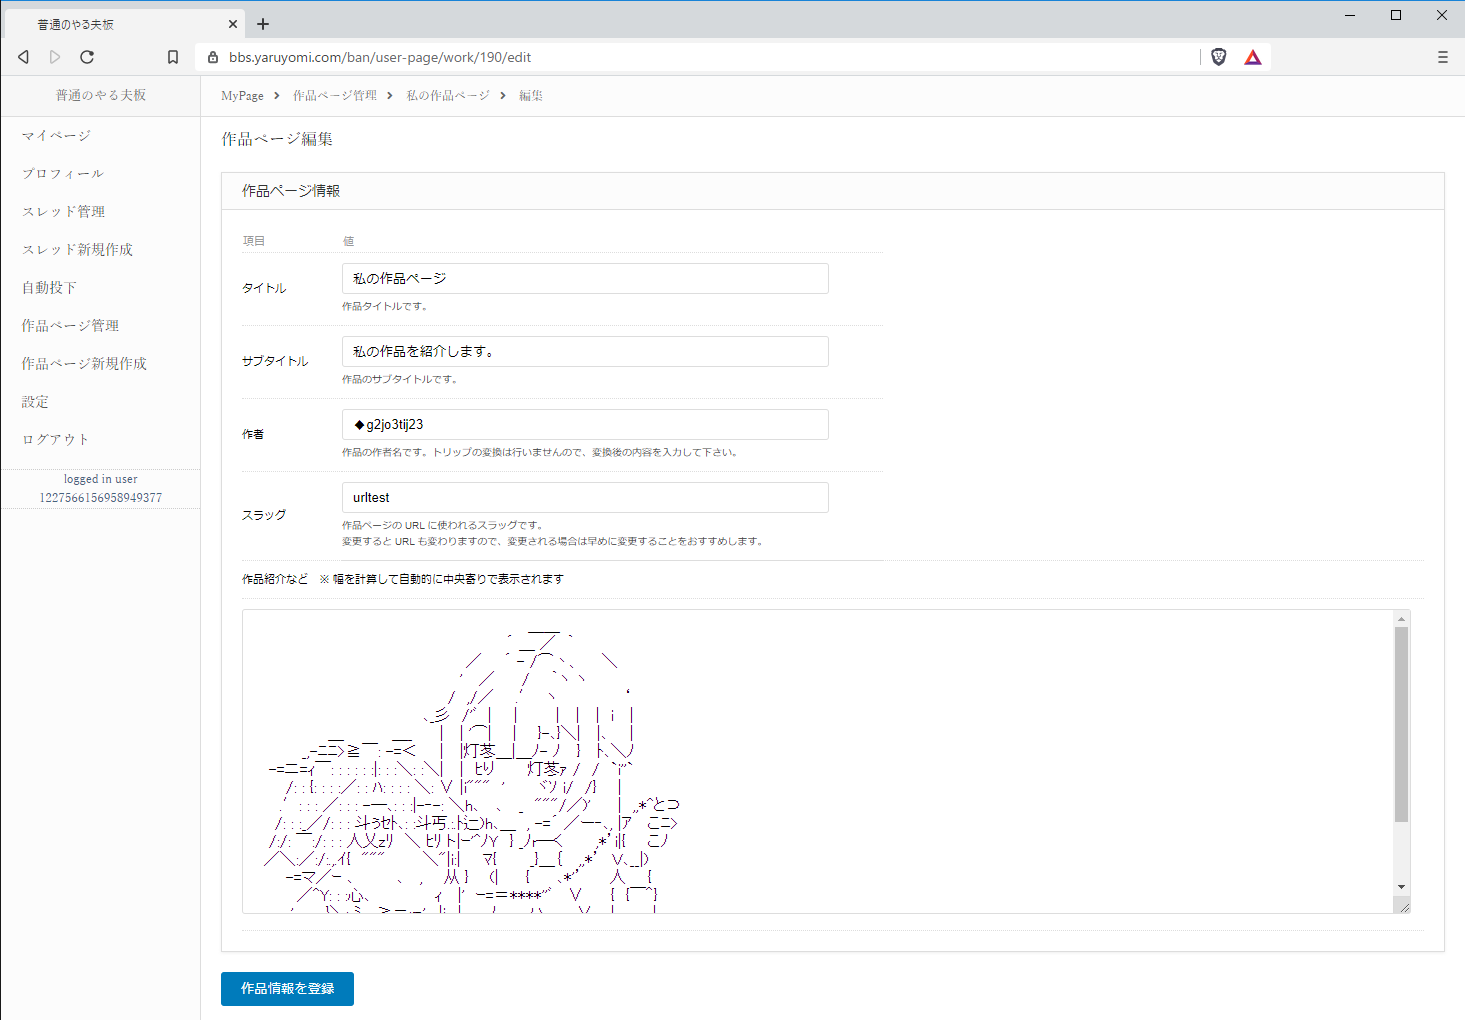 普通のやる夫板
bbs.yaruyomi.com/ban/user-page/work/190/edit
普通のやる夫板
MyPage > 作品ページ管理 > 私の作品ページ > 編集
マイページ
プロフィール
スレッド管理
スレッド新規作成
自動投下
作品ページ管理
作品ページ新規作成
設定
ログアウト
logged in user
1227566156958949377
作品ページ編集
作品ページ情報
項目 値
タイトル 私の作品ページ
作品タイトルです。
サブタイトル 私の作品を紹介します。
作品のサブタイトルです。
作者 ◆g2jo3tij23
作品の作者名です。トリップの変換は行いませんので、変換後の内容を入力して下さい。
スラッグ urltest
作品ページの URL に使われるスラッグです。
変更すると URL も変わりますので、変更される場合は早めに変更することをおすすめします。
作品紹介など ※ 幅を計算して自動的に中央寄りで表示されます
作品情報を登録